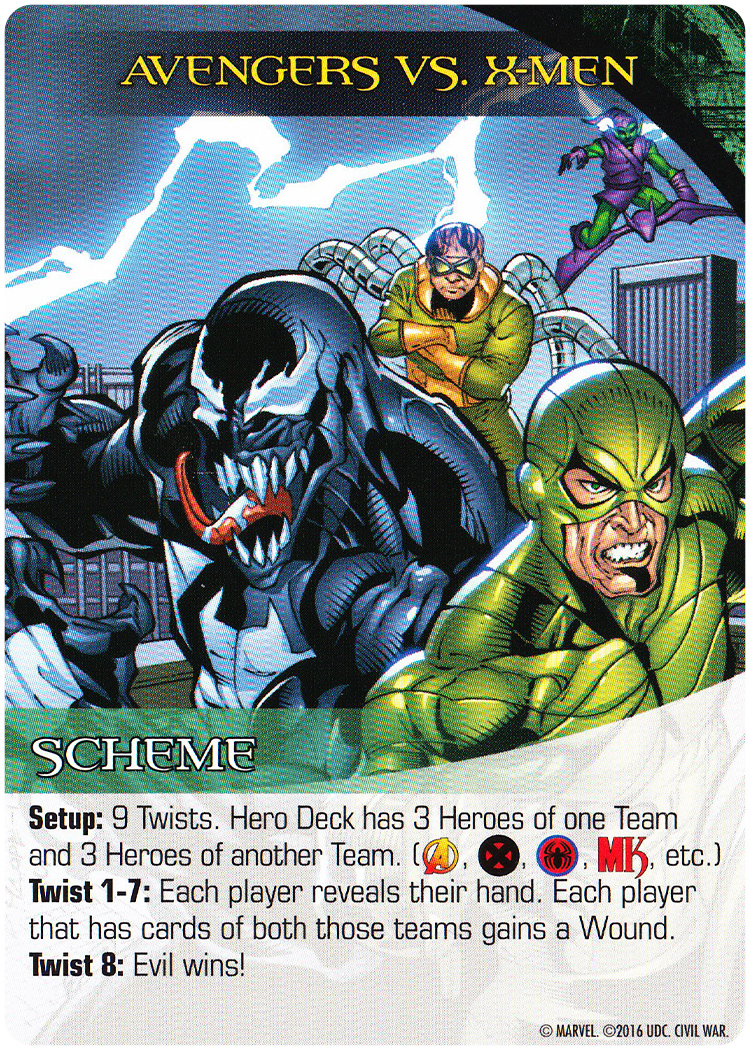 AVENGERS VS. X-MEN
SCHEME
Setup: 9 Twists. Hero Deck has 3 Heroes of one Team
and 3 Heroes of another Team. (A, X, , MK, etc.)
Twist 1-7: Each player reveals their hand. Each player
that has cards of both those teams gains a Wound.
Twist 8: Evil wins!
© MARVEL. ©2016 UDC. CIVIL WAR.